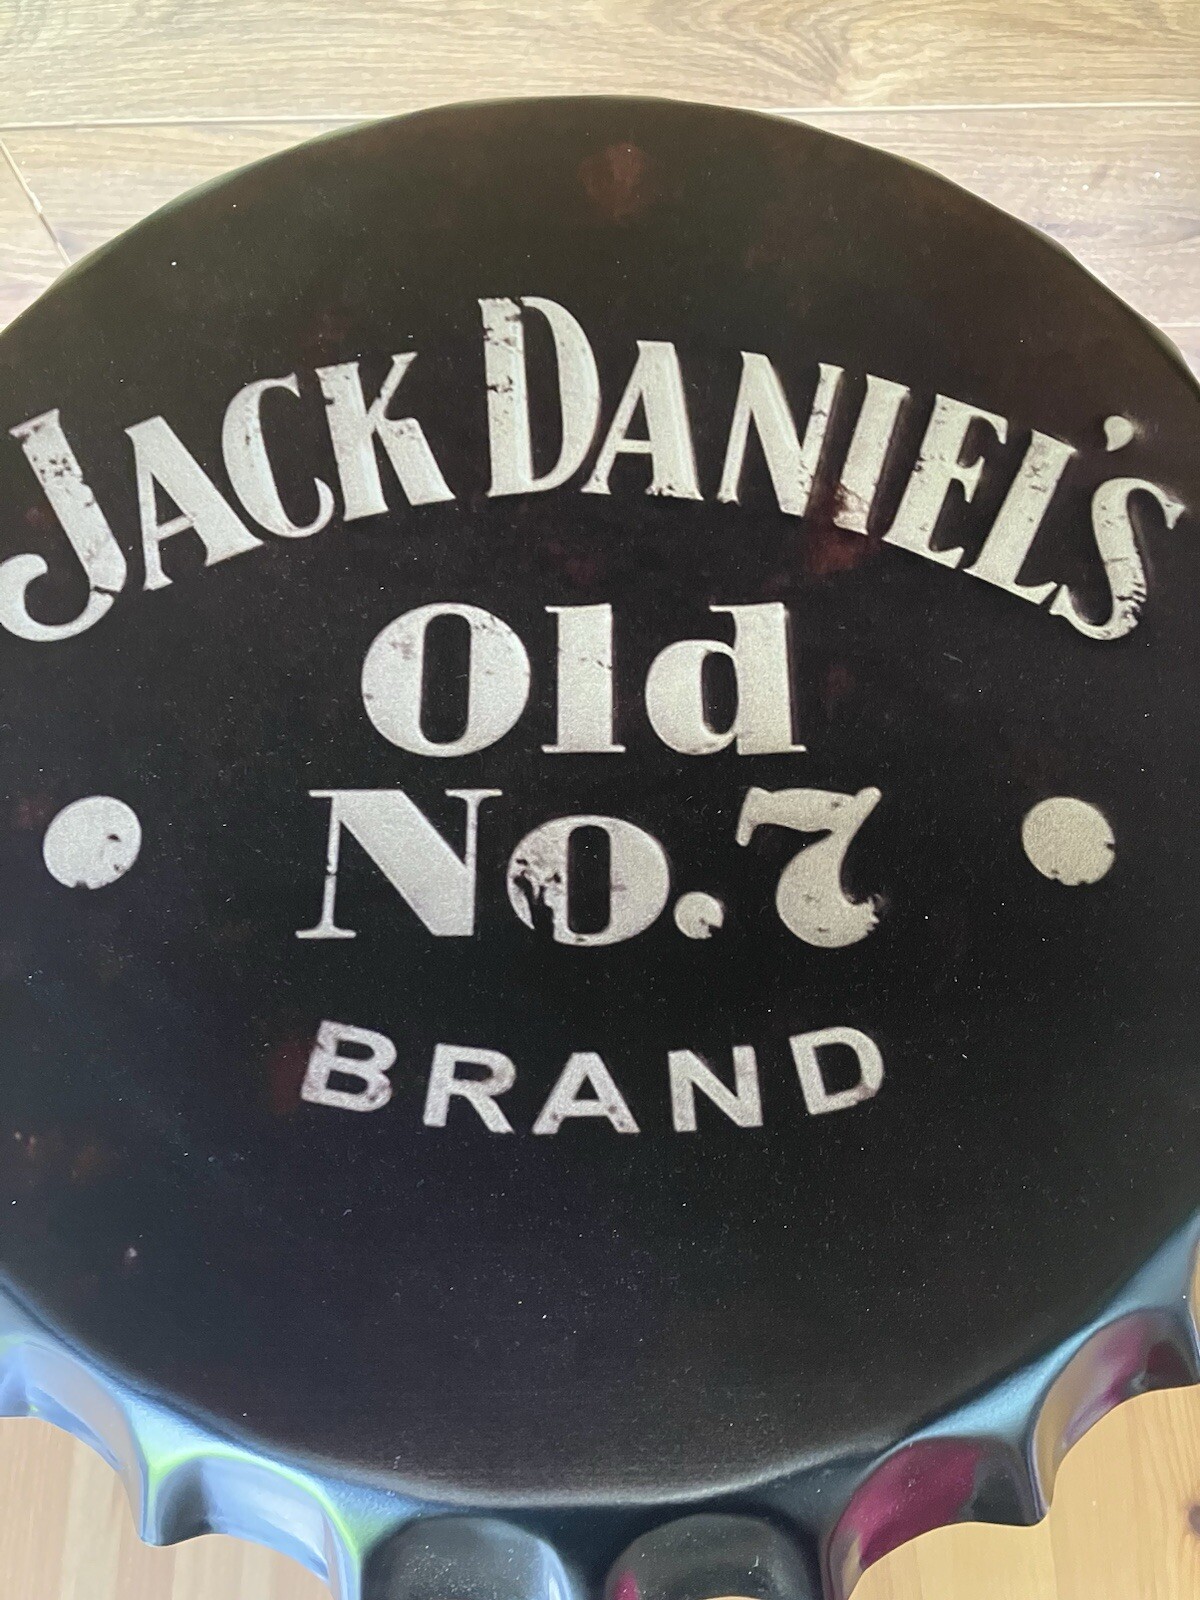 JACK DANIEL'S
Old
No.7
BRAND